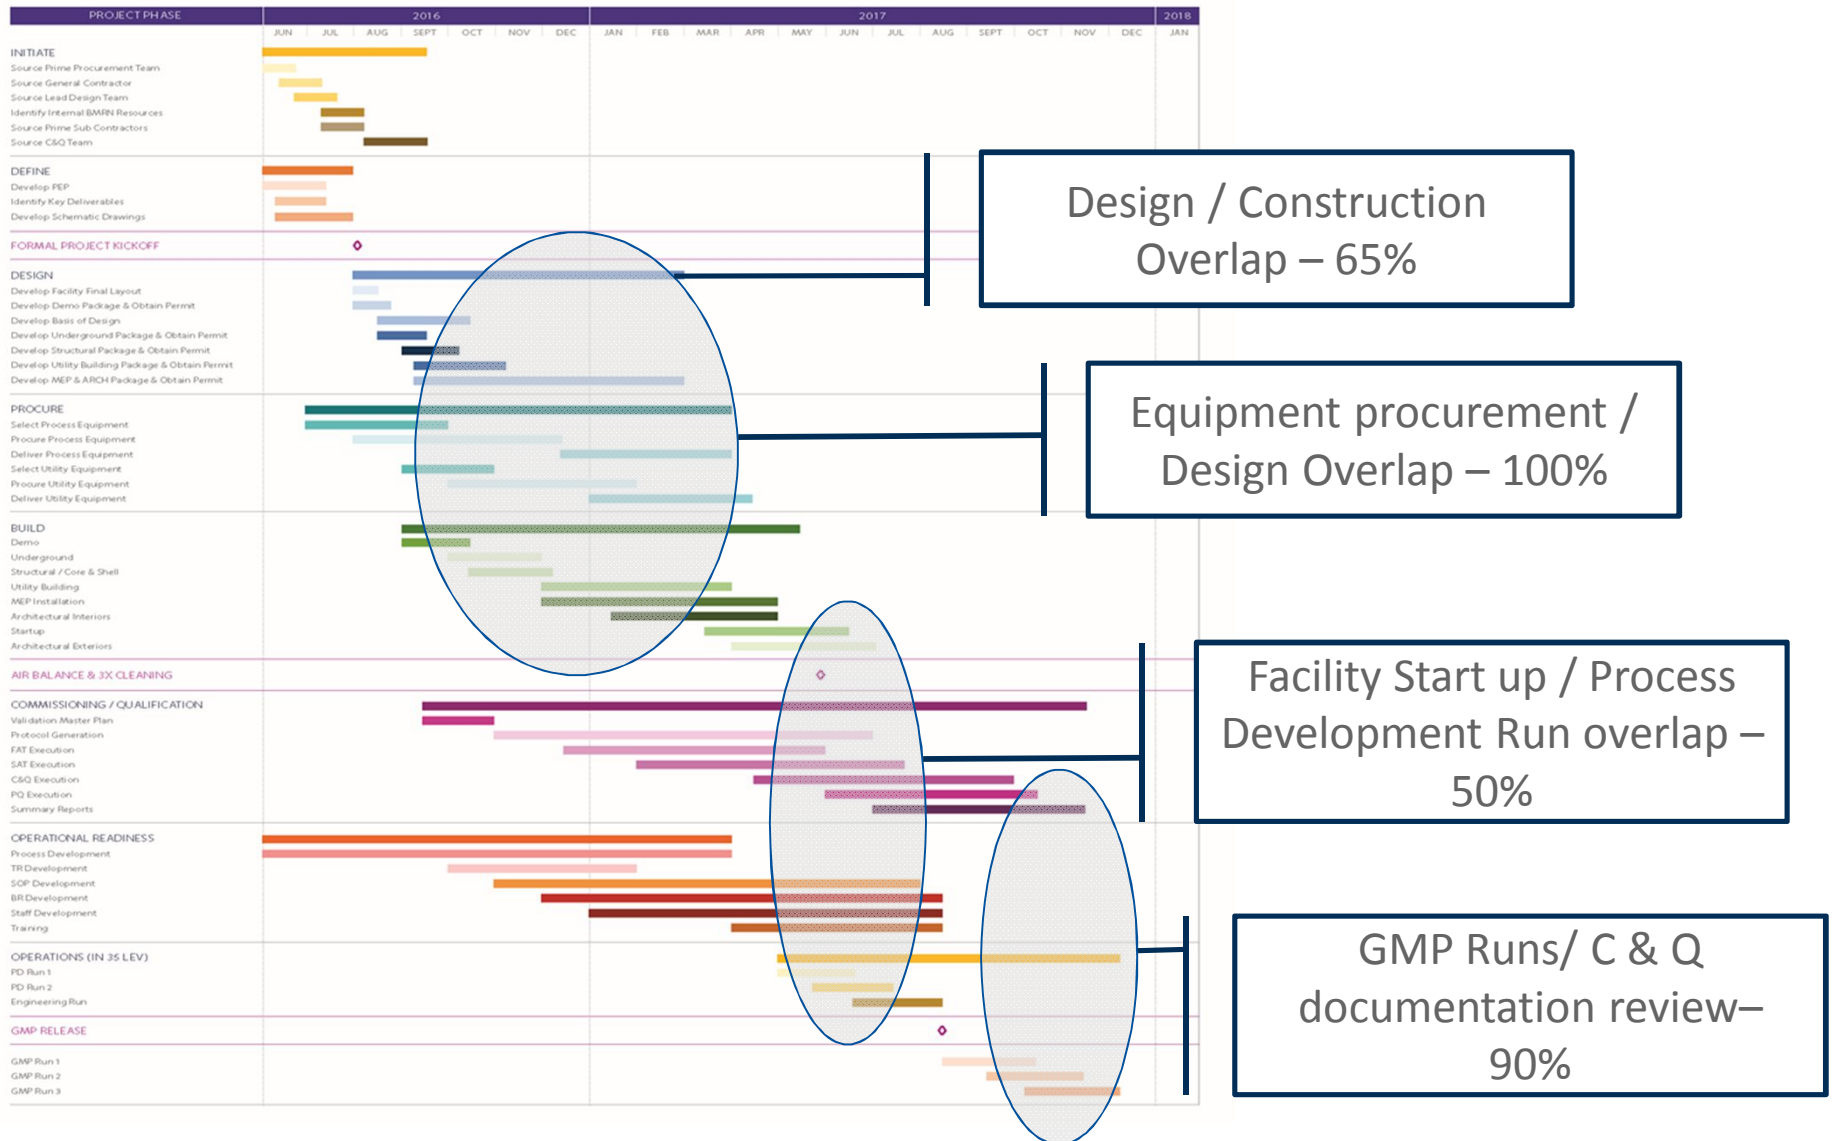 PROJECT PHASE 2016 2017 2018
JUN JUL AUG SEPT OCT NOV DEC JAN FEB MAR APR MAY JUN JUL AUG SEPT OCT NOV DEC JAN
INITIATE
Source Prime Procurement Team
Source General Contractor
Source Lead Design Team
Identify Internal BMRN Resources
Source Prime Sub Contractors
Source C&Q Team
DEFINE
Develop PEP
Identify Key Deliverables
Develop Schematic Drawings
FORMAL PROJECT KICKOFF
DESIGN
Develop Facility Final Layout
Develop Demo Package & Obtain Permit
Develop Basis of Design
Develop Underground Package & Obtain Permit
Develop Structural Package & Obtain Permit
Develop Utility Building Package & Obtain Permit
Develop MEP & ARCH Package & Obtain Permit
PROCURE
Select Process Equipment
Procure Process Equipment
Deliver Process Equipment
Select Utility Equipment
Procure Utility Equipment
Deliver Utility Equipment
BUILD
Demo
Underground
Structural / Core & Shell
Utility Building
MEP Installation
Architectural Interiors
Startup
Architectural Exteriors
AIR BALANCE & 3X CLEANING
COMMISSIONING / QUALIFICATION
Validation Master Plan
Protocol Generation
FAT Execution
SAT Execution
C&Q Execution
PQ Execution
Summary Reports
OPERATIONAL READINESS
Process Development
TR Development
SOP Development
BR Development
Staff Development
Training
OPERATIONS (IN 35 LEV)
PD Run 1
PD Run 2
Engineering Run
GMP RELEASE
GMP Run 1
GMP Run 2
GMP Run 3
Design / Construction
Overlap – 65%
Equipment procurement /
Design Overlap – 100%
Facility Start up / Process
Development Run overlap –
50%
GMP Runs/ C & Q
documentation review–
90%